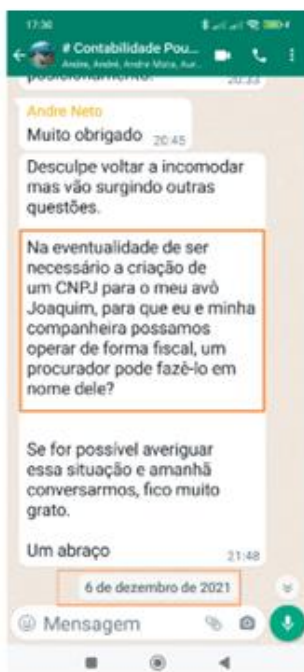 17:36
# Contabilidade Pou...
Andre, André, Andre Mota, Aur...
20:33
Andre Neto
Muito obrigado 20:45
Desculpe voltar a incomodar
mas vão surgindo outras
questões.
Na eventualidade de ser
necessário a criação de
um CNPJ para o meu avô
Joaquim, para que eu e minha
companheira possamos
operar de forma fiscal, um
procurador pode fazê-lo em
nome dele?
Se for possível averiguar
essa situação e amanhã
conversarmos, fico muito
grato.
Um abraço
21:48
6 de dezembro de 2021
Mensagem